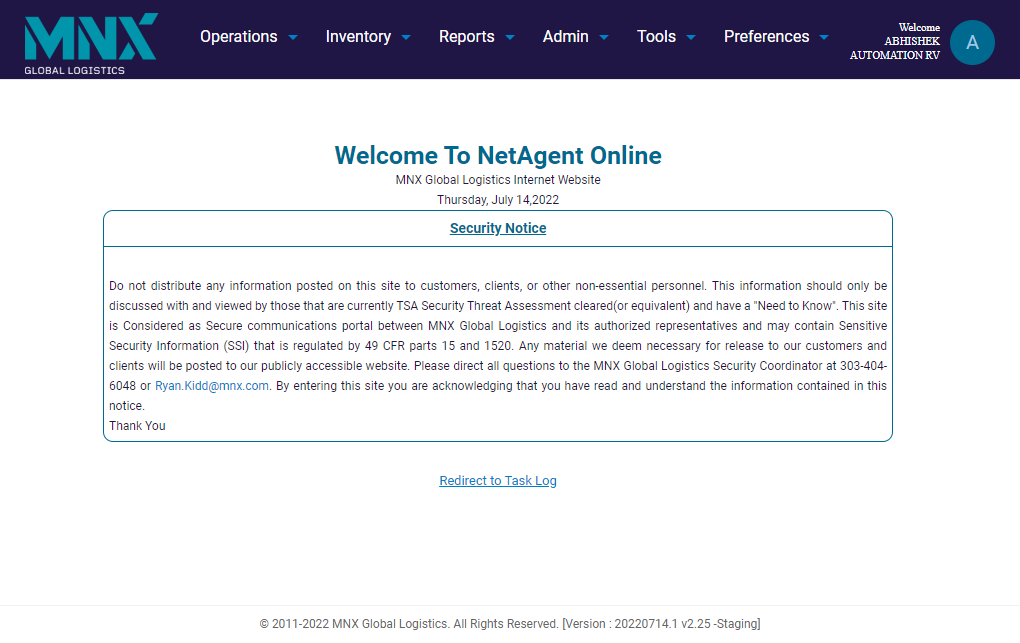 MNX
GLOBAL LOGISTICS
Operations Inventory Reports Admin Tools Preferences
Welcome
ABHISHEK
AUTOMATION RV
A
Welcome To NetAgent Online
MNX Global Logistics Internet Website
Thursday, July 14,2022
Security Notice
Do not distribute any information posted on this site to customers, clients, or other non-essential personnel. This information should only be
discussed with and viewed by those that are currently TSA Security Threat Assessment cleared(or equivalent) and have a "Need to Know". This site
is Considered as Secure communications portal between MNX Global Logistics and its authorized representatives and may contain Sensitive
Security Information (SSI) that is regulated by 49 CFR parts 15 and 1520. Any material we deem necessary for release to our customers and
clients will be posted to our publicly accessible website. Please direct all questions to the MNX Global Logistics Security Coordinator at 303-404-
6048 or Ryan.Kidd@mnx.com. By entering this site you are acknowledging that you have read and understand the information contained in this
notice.
Thank You
Redirect to Task Log
© 2011-2022 MNX Global Logistics. All Rights Reserved. [Version : 20220714.1 v2.25 -Staging]